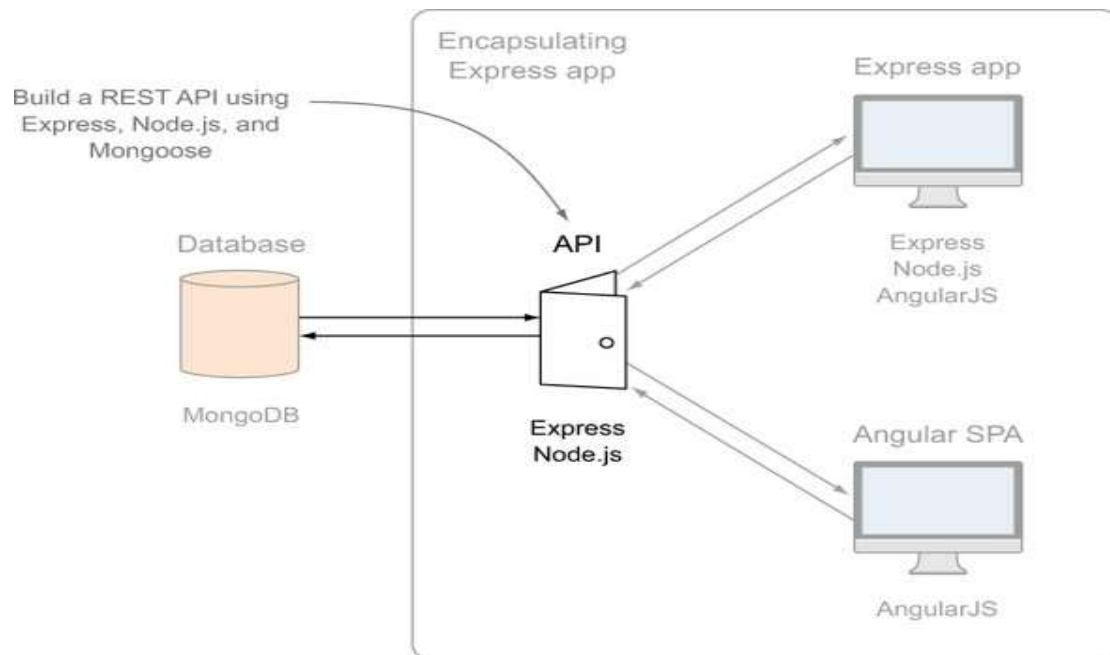 Encapsulating
Express app
Express app
Build a REST API using
Express, Node.js, and
Mongoose
Database
API
Express
Node.js
AngularJS
MongoDB
Express
Node.js
Angular SPA
AngularJS